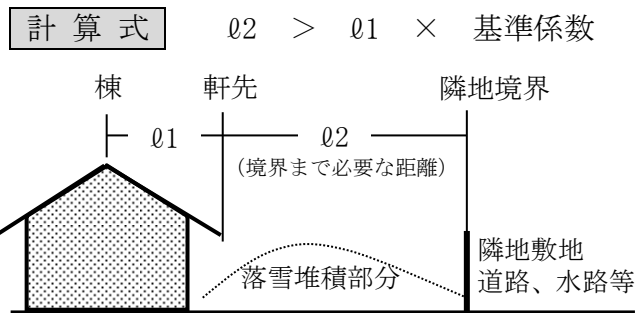 計算式 ℓ2 > ℓ1 × 基準係数
棟 軒先 隣地境界
ℓ1 ℓ2
(境界まで必要な距離)
落雪堆積部分
隣地敷地
道路、水路等